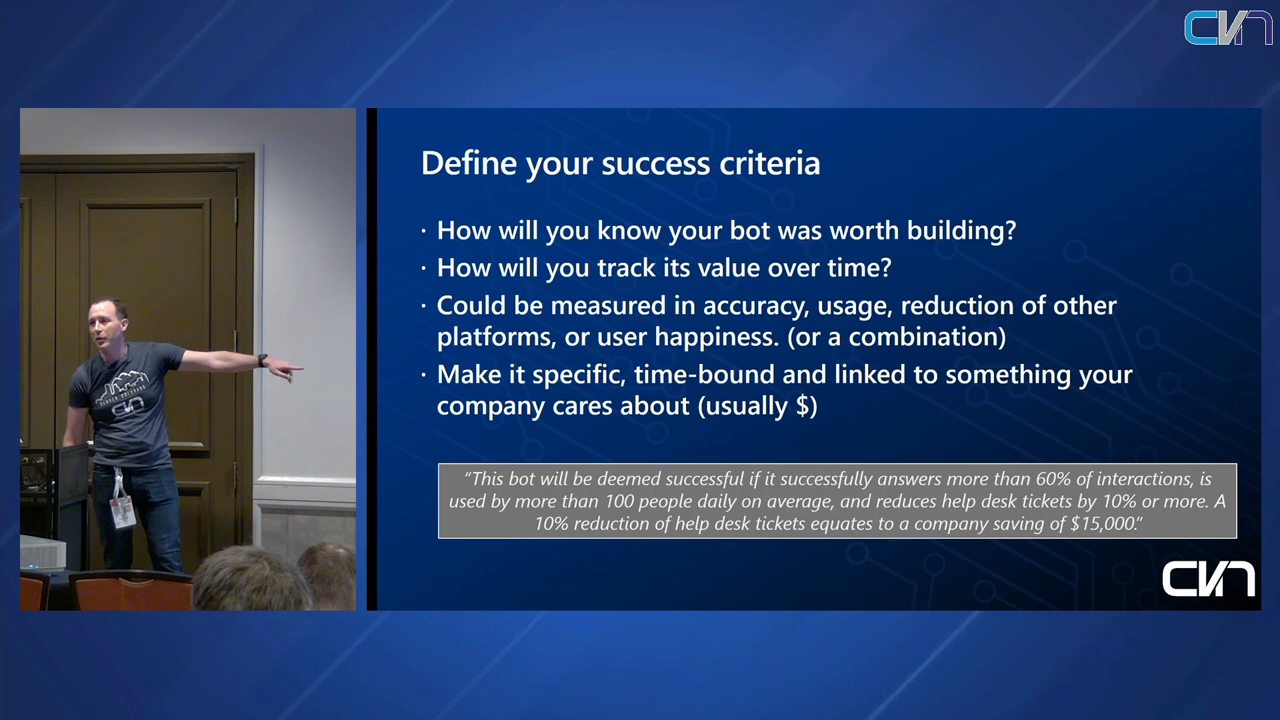 CVN
Define your success criteria
· How will you know your bot was worth building?
· How will you track its value over time?
· Could be measured in accuracy, usage, reduction of other
platforms, or user happiness. (or a combination)
· Make it specific, time-bound and linked to something your
company cares about (usually $)
“This bot will be deemed successful if it successfully answers more than 60% of interactions, is
used by more than 100 people daily on average, and reduces help desk tickets by 10% or more. A
10% reduction of help desk tickets equates to a company saving of $15,000.”
CVN
CVN